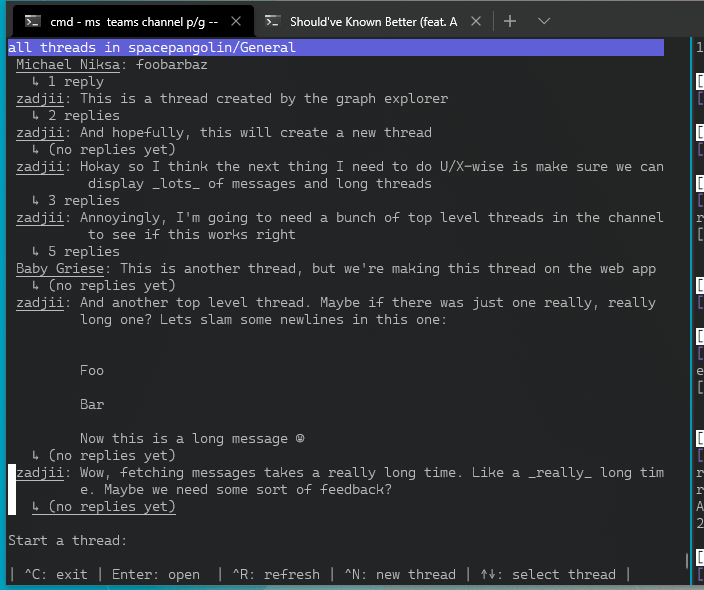 cmd - ms teams channel p/g --
Should've Known Better (feat. A
all threads in spacepangolin/General
Michael Niksa: foobarbaz
↳ 1 reply
zadjii: This is a thread created by the graph explorer
↳ 2 replies
zadjii: And hopefully, this will create a new thread
↳ (no replies yet)
zadjii: Hokay so I think the next thing I need to do U/X-wise is make sure we can
display _lots_ of messages and long threads
↳ 3 replies
zadjii: Annoyingly, I'm going to need a bunch of top level threads in the channel
to see if this works right
↳ 5 replies
Baby Griese: This is another thread, but we're making this thread on the web app
↳ (no replies yet)
zadjii: And another top level thread. Maybe if there was just one really, really
long one? Lets slam some newlines in this one:
Foo
Bar
Now this is a long message 😀
↳ (no replies yet)
zadjii: Wow, fetching messages takes a really long time. Like a _really_ long tim
e. Maybe we need some sort of feedback?
↳ (no replies yet)
Start a thread:
| ^C: exit | Enter: open | ^R: refresh | ^N: new thread | ↑↓: select thread |